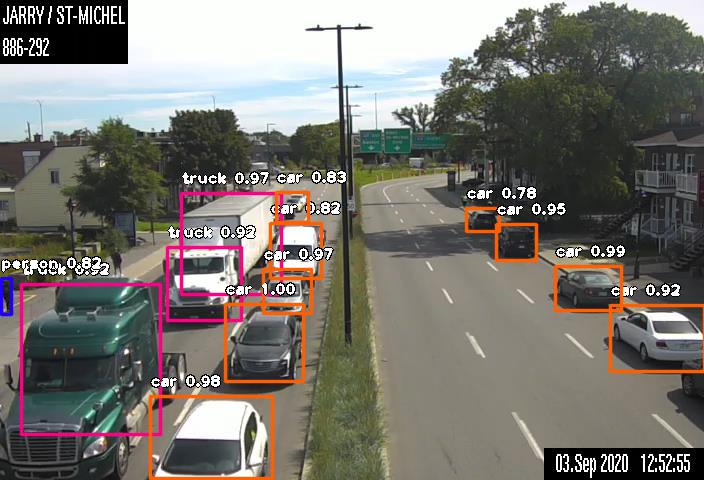 JARRY / ST-MICHEL
886-292
truck 0.97
car 0.83
car 0.78
car 0.82
car 0.95
truck 0.92
car 0.97
car 0.99
person 0.82
truck 0.92
car 1.00
car 0.92
car 0.98
03.Sep 2020 12:52:55